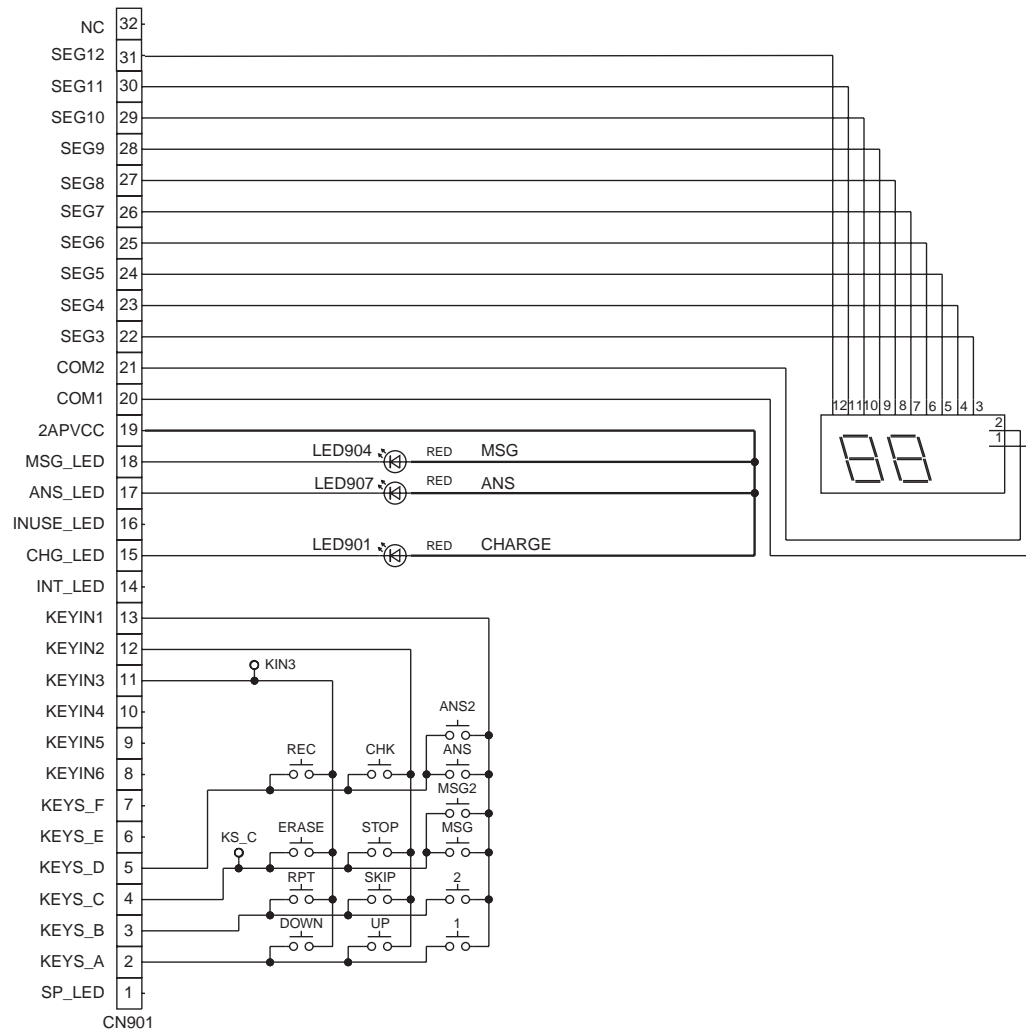 NC 32
SEG12 31
SEG11 30
SEG10 29
SEG9 28
SEG8 27
SEG7 26
SEG6 25
SEG5 24
SEG4 23
SEG3 22
COM2 21
COM1 20
12 11 10 9 8 7 6 5 4 3
2
1
88
2APVCC 19
MSG_LED 18 LED904 RED MSG
ANS_LED 17 LED907 RED ANS
INUSE_LED 16
CHG_LED 15 LED901 RED CHARGE
INT_LED 14
KEYIN1 13
KEYIN2 12
KEYIN3 11 KIN3
KEYIN4 10
KEYIN5 9
KEYIN6 8
KEYS_F 7
KEYS_E 6
KEYS_D 5
KEYS_C 4
KEYS_B 3
KEYS_A 2
SP_LED 1
CN901
ANS2
REC CHK ANS
MSG2
KS_C ERASE STOP MSG
RPT SKIP 2
DOWN UP 1